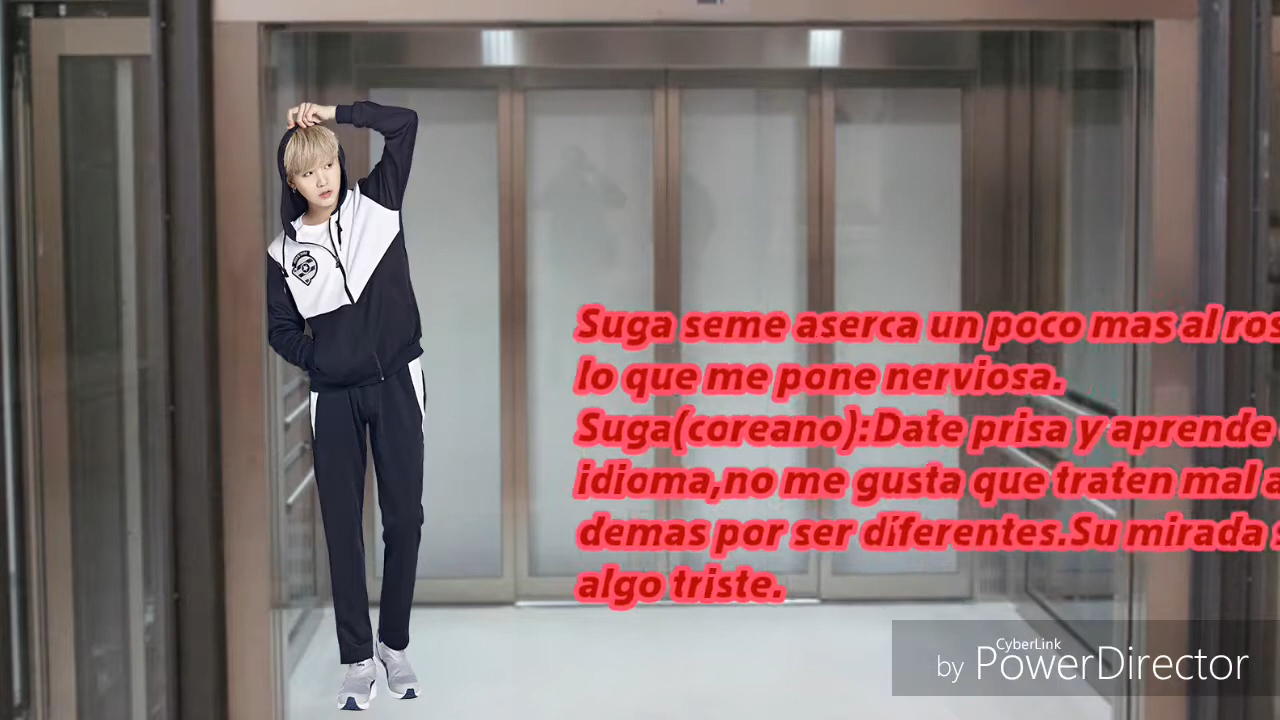 Suga seme aserca un poco mas al
lo que me pone nerviosa.
Suga(coreano):Date prisa y aprende
idioma,no me gusta que traten mal
demas por ser diferentes.Su mirada
algo triste.
CyberLink
by PowerDirector